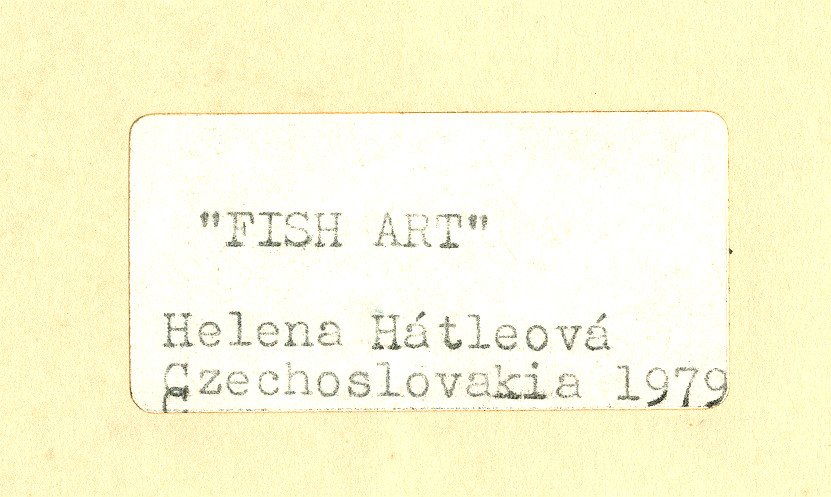 "FISH ART"
Helena Hátleová
Czechoslovakia 1979